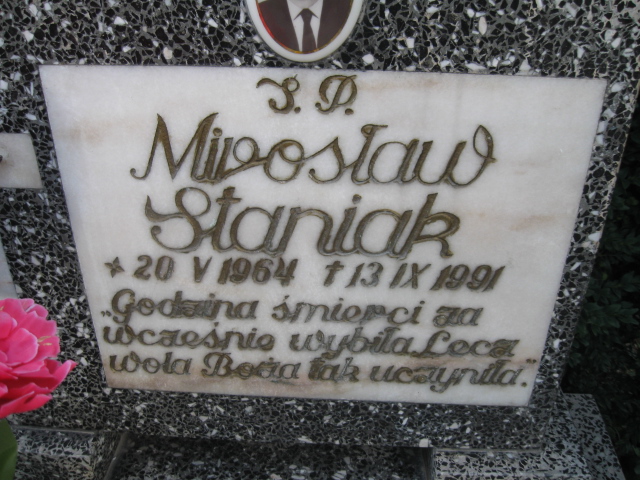 Ś. P.
Mirosław
Staniak
* 20 V 1964 † 13 IX 1991
„Godzina śmierci za
wcześnie wybiła Lecz
wola Boża tak uczyniła.”